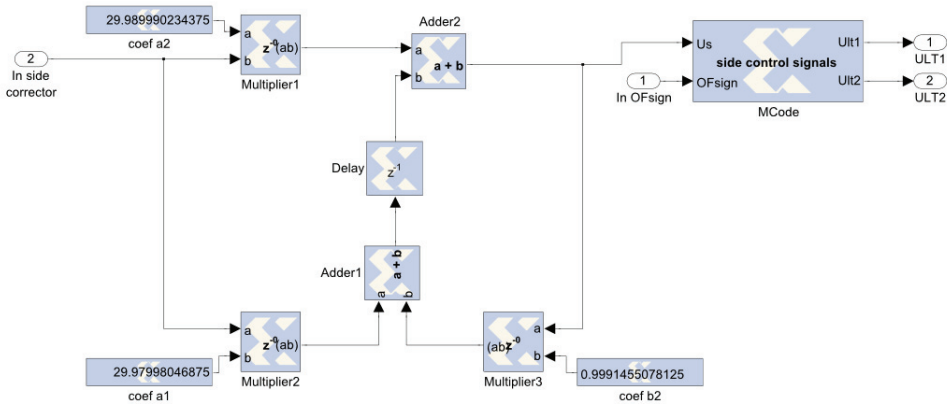 29.989990234375
coef a2
2
In side
corrector
a
b
z⁻⁰(ab)
Multiplier1
Adder2
a
b
a + b
Us
OFsign
side control signals
Ult1
Ult2
MCode
1
In OFsign
1
ULT1
2
ULT2
Delay
z⁻¹
Adder1
a + b
a
b
29.97998046875
coef a1
a
b
z⁻⁰(ab)
Multiplier2
(ab)z⁻⁰
a
b
Multiplier3
0.9991455078125
coef b2